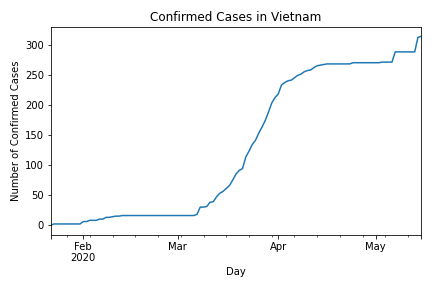 Confirmed Cases in Vietnam
300
250
200
150
100
50
0
Number of Confirmed Cases
Feb
2020
Mar
Apr
May
Day